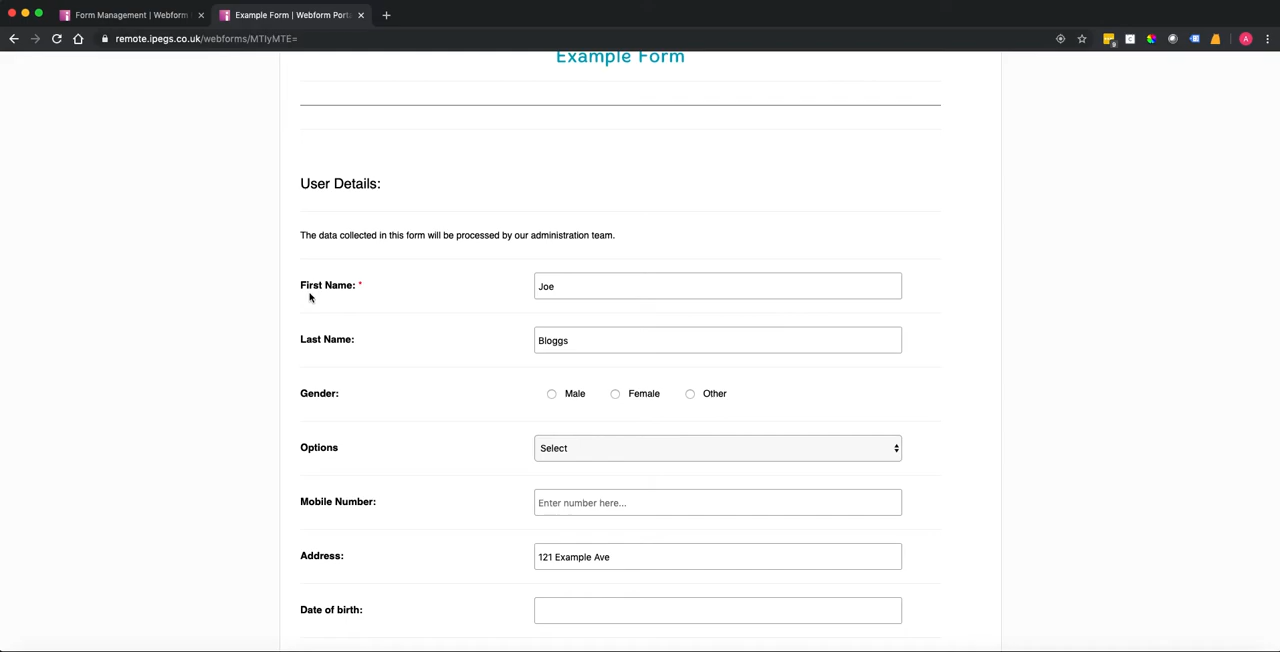 Form Management | Webform
Example Form | Webform Porta
remote.ipegs.co.uk/webforms/MTIyMTE=
A
Example Form
User Details:
The data collected in this form will be processed by our administration team.
First Name: *
Joe
Last Name:
Bloggs
Gender:
Male
Female
Other
Options
Select
Mobile Number:
Enter number here...
Address:
121 Example Ave
Date of birth: